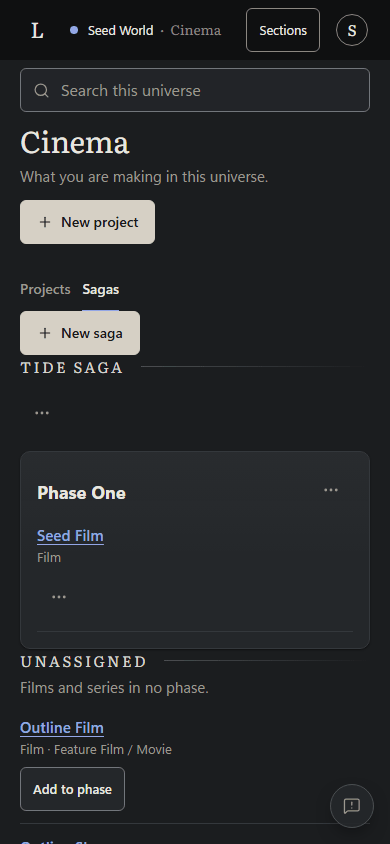 L
Seed World · Cinema
Sections
S
Search this universe
Cinema
What you are making in this universe.
+ New project
Projects Sagas
+ New saga
TIDE SAGA
...
Phase One
...
Seed Film
Film
...
UNASSIGNED
Films and series in no phase.
Outline Film
Film · Feature Film / Movie
Add to phase